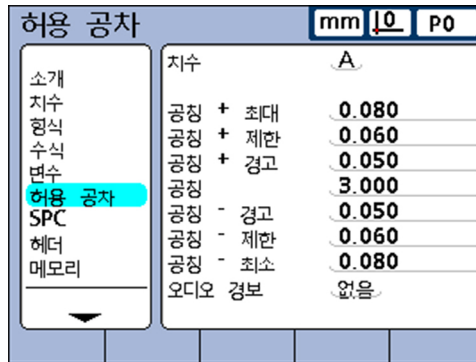 허용 공차
mm 0 P0
소개
치수
형식
수식
변수
허용 공차
SPC
헤더
메모리
치수 A
공칭 + 최대 0.080
공칭 + 제한 0.060
공칭 + 경고 0.050
공칭 3.000
공칭 - 경고 0.050
공칭 - 제한 0.060
공칭 - 최소 0.080
오디오 경보 없음